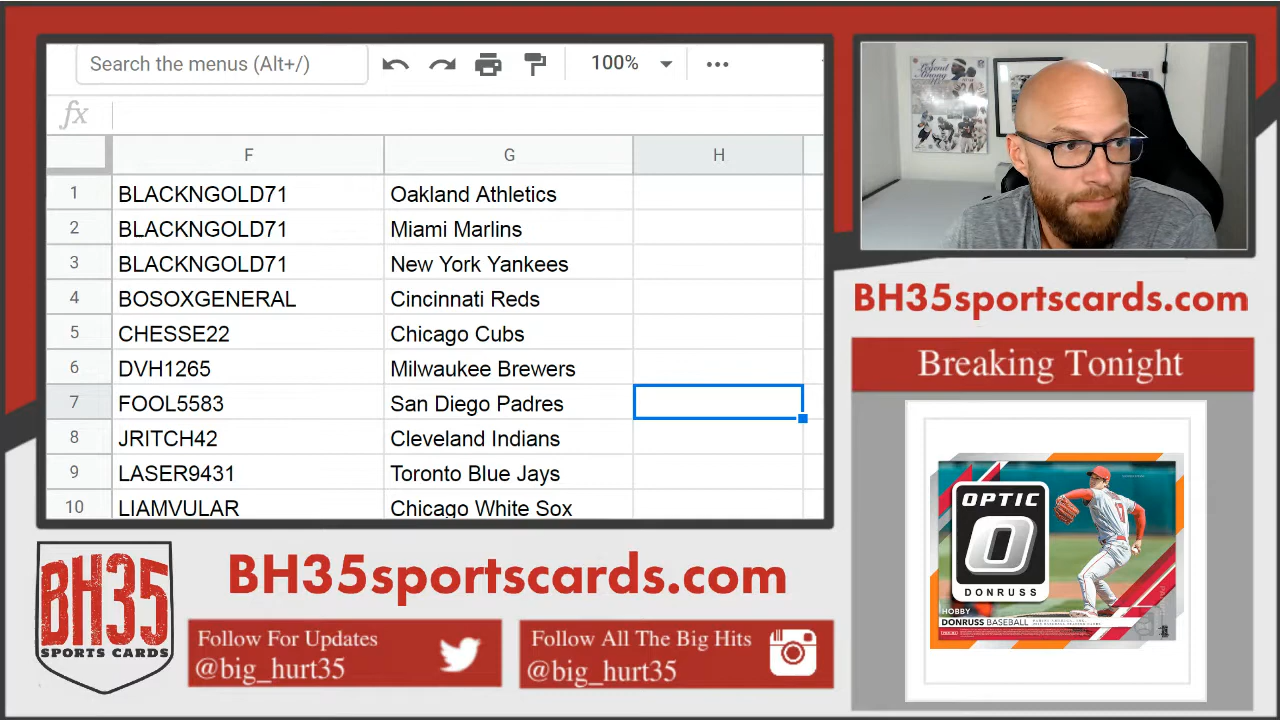 Search the menus (Alt+/)
100%
fx
F G H
1 BLACKNGOLD71 Oakland Athletics
2 BLACKNGOLD71 Miami Marlins
3 BLACKNGOLD71 New York Yankees
4 BOSOXGENERAL Cincinnati Reds
5 CHESSE22 Chicago Cubs
6 DVH1265 Milwaukee Brewers
7 FOOL5583 San Diego Padres
8 JRITCH42 Cleveland Indians
9 LASER9431 Toronto Blue Jays
10 LIAMVULAR Chicago White Sox
BH35sportscards.com
Breaking Tonight
OPTIC
DONRUSS
HOBBY
DONRUSS BASEBALL
17
BH35
SPORTS CARDS
BH35sportscards.com
Follow For Updates
@big_hurt35
Follow All The Big Hits
@big_hurt35